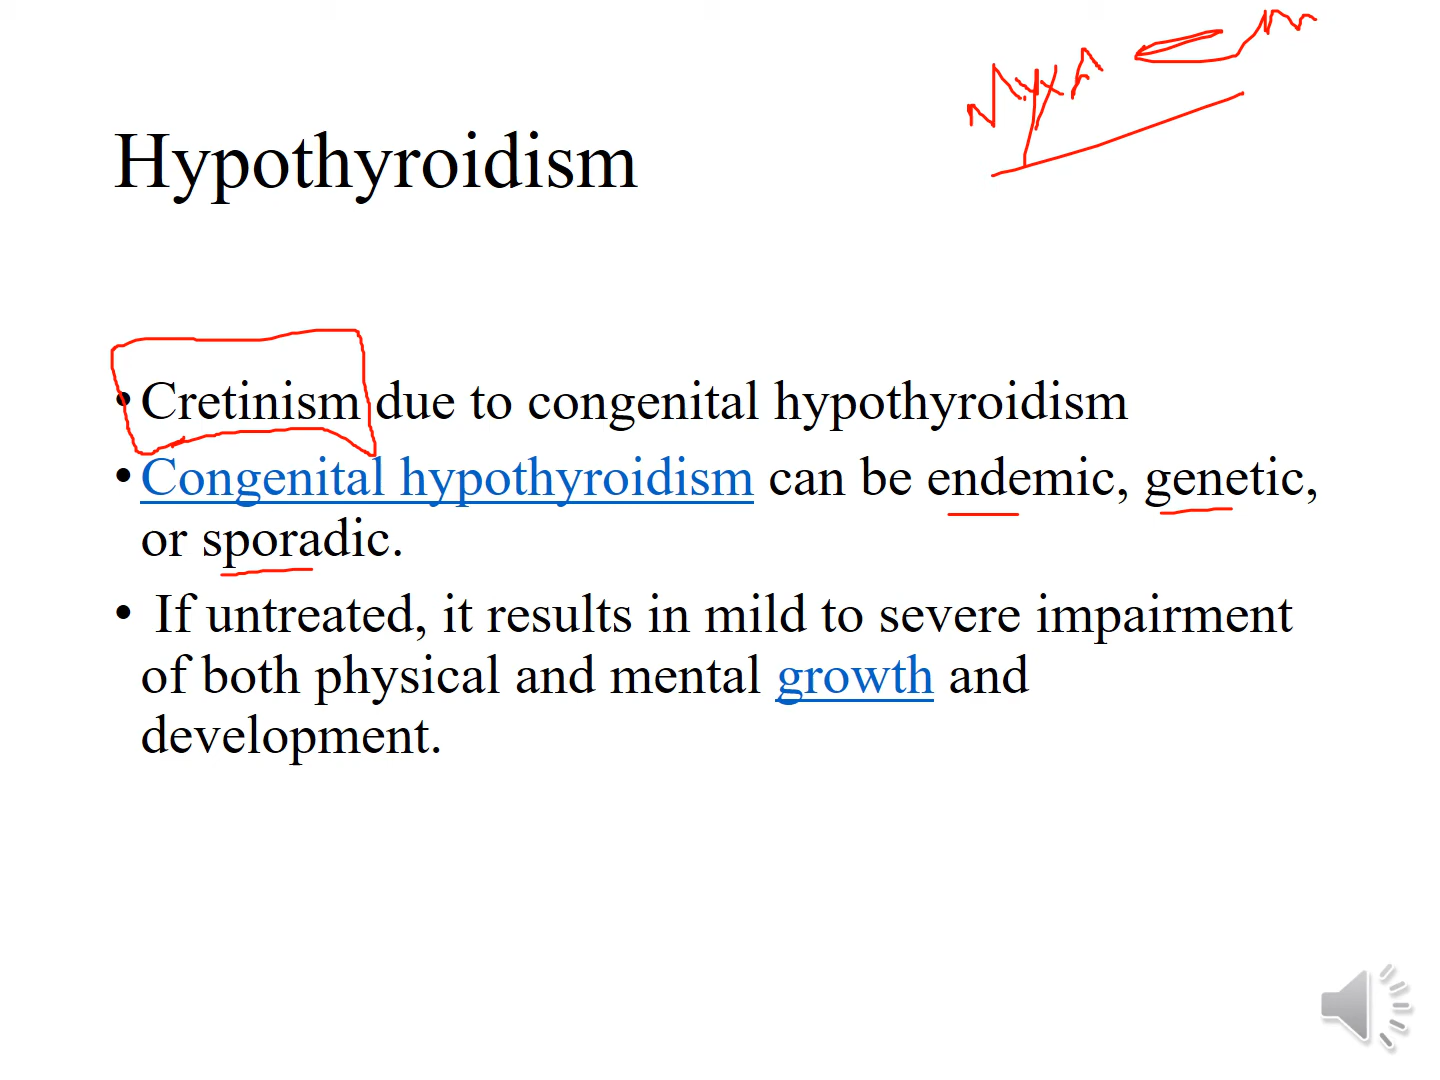 Hypothyroidism
• Cretinism due to congenital hypothyroidism
• Congenital hypothyroidism can be endemic, genetic,
or sporadic.
• If untreated, it results in mild to severe impairment
of both physical and mental growth and
development.